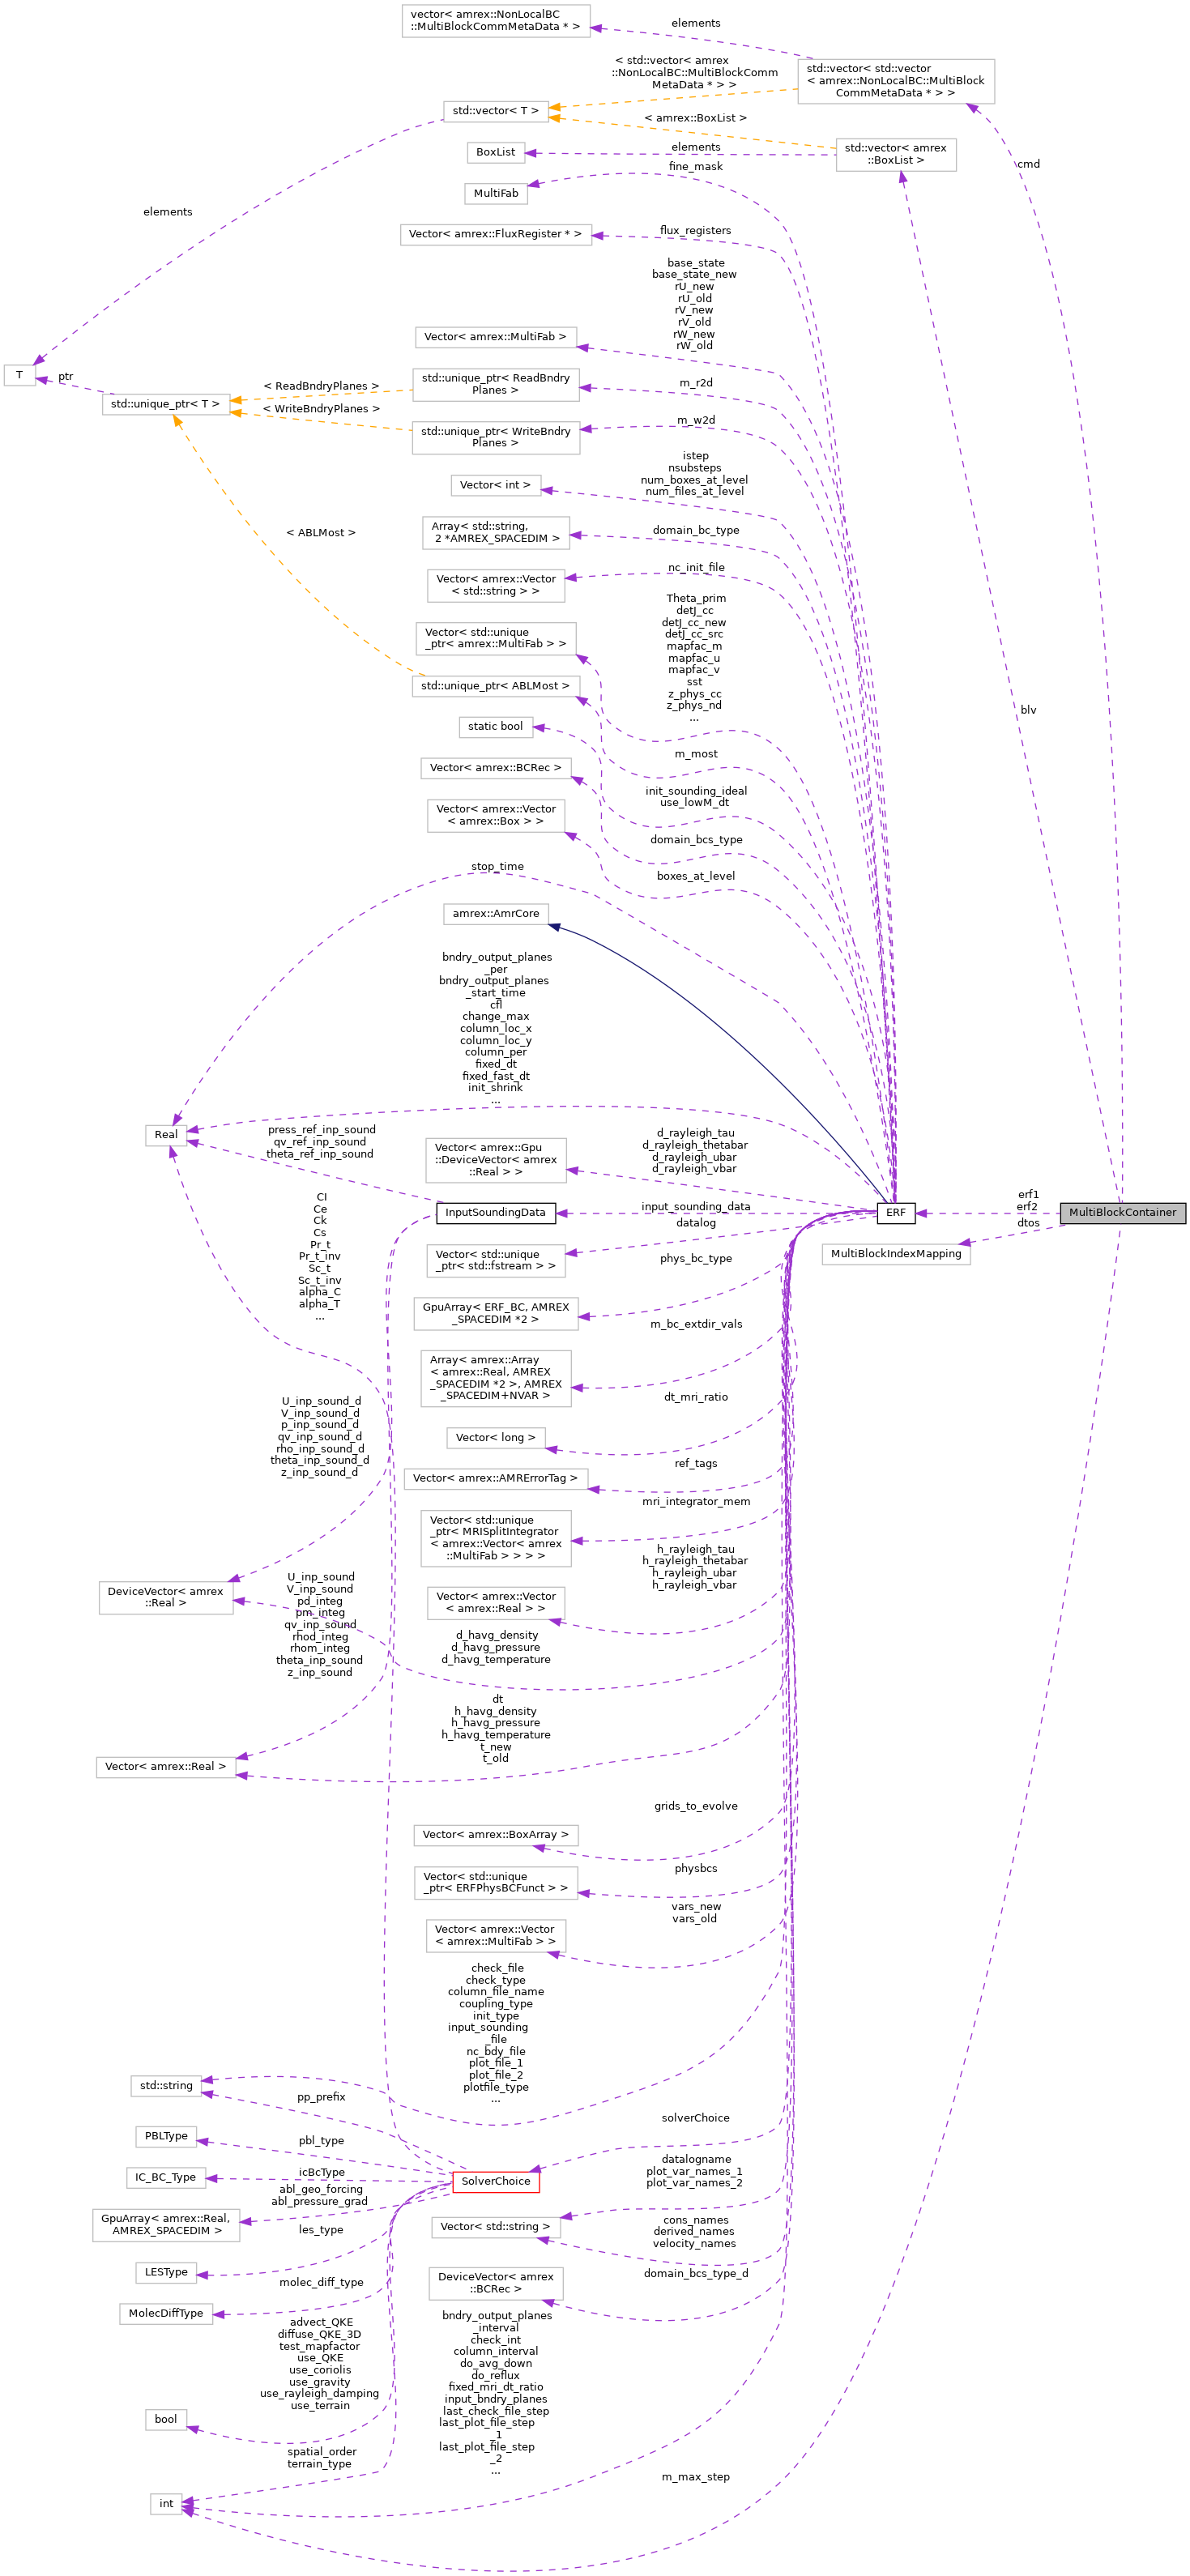 vector< amrex::NonLocalBC
::MultiBlockCommMetaData * >
elements
< std::vector< amrex
::NonLocalBC::MultiBlockComm
MetaData * > >
std::vector< std::vector
< amrex::NonLocalBC::MultiBlock
CommMetaData * > >
std::vector< T >
< amrex::BoxList >
BoxList
elements
std::vector< amrex
::BoxList >
cmd
fine_mask
MultiFab
elements
Vector< amrex::FluxRegister * >
flux_registers
base_state
base_state_new
rU_new
rU_old
rV_new
rV_old
rW_new
rW_old
Vector< amrex::MultiFab >
T
ptr
std::unique_ptr< T >
< ReadBndryPlanes >
< WriteBndryPlanes >
std::unique_ptr< ReadBndry
Planes >
m_r2d
std::unique_ptr< WriteBndry
Planes >
m_w2d
Vector< int >
istep
nsubsteps
num_boxes_at_level
num_files_at_level
Array< std::string,
2 *AMREX_SPACEDIM >
domain_bc_type
< ABLMost >
Vector< amrex::Vector
< std::string > >
nc_init_file
Vector< std::unique
_ptr< amrex::MultiFab > >
Theta_prim
detJ_cc
detJ_cc_new
detJ_cc_src
mapfac_m
mapfac_u
mapfac_v
sst
z_phys_cc
z_phys_nd
...
std::unique_ptr< ABLMost >
blv
static bool
m_most
Vector< amrex::BCRec >
init_sounding_ideal
use_lowM_dt
Vector< amrex::Vector
< amrex::Box > >
domain_bcs_type
boxes_at_level
stop_time
amrex::AmrCore
bndry_output_planes
_per
bndry_output_planes
_start_time
cfl
change_max
column_loc_x
column_loc_y
column_per
fixed_dt
fixed_fast_dt
init_shrink
...
Real
press_ref_inp_sound
qv_ref_inp_sound
theta_ref_inp_sound
Vector< amrex::Gpu
::DeviceVector< amrex
::Real > >
d_rayleigh_tau
d_rayleigh_thetabar
d_rayleigh_ubar
d_rayleigh_vbar
CI
Ce
Ck
Cs
Pr_t
Pr_t_inv
Sc_t
Sc_t_inv
alpha_C
alpha_T
...
InputSoundingData
input_sounding_data
ERF
erf1
erf2
MultiBlockContainer
dtos
MultiBlockIndexMapping
datalog
Vector< std::unique
_ptr< std::fstream > >
phys_bc_type
GpuArray< ERF_BC, AMREX
_SPACEDIM *2 >
m_bc_extdir_vals
Array< amrex::Array
< amrex::Real, AMREX
_SPACEDIM *2 >, AMREX
_SPACEDIM+NVAR >
U_inp_sound_d
V_inp_sound_d
p_inp_sound_d
qv_inp_sound_d
rho_inp_sound_d
theta_inp_sound_d
z_inp_sound_d
dt_mri_ratio
Vector< long >
ref_tags
Vector< amrex::AMRErrorTag >
mri_integrator_mem
Vector< std::unique
_ptr< MRISplitIntegrator
< amrex::Vector< amrex
::MultiFab > > > >
h_rayleigh_tau
h_rayleigh_thetabar
h_rayleigh_ubar
h_rayleigh_vbar
DeviceVector< amrex
::Real >
U_inp_sound
V_inp_sound
pd_integ
pm_integ
qv_inp_sound
rhod_integ
rhom_integ
theta_inp_sound
z_inp_sound
Vector< amrex::Vector
< amrex::Real > >
d_havg_density
d_havg_pressure
d_havg_temperature
dt
h_havg_density
h_havg_pressure
h_havg_temperature
t_new
t_old
Vector< amrex::Real >
grids_to_evolve
Vector< amrex::BoxArray >
physbcs
Vector< std::unique
_ptr< ERFPhysBCFunct > >
vars_new
vars_old
Vector< amrex::Vector
< amrex::MultiFab > >
check_file
check_type
column_file_name
coupling_type
init_type
input_sounding
_file
nc_bdy_file
plot_file_1
plot_file_2
plotfile_type
...
std::string
pp_prefix
solverChoice
PBLType
pbl_type
IC_BC_Type
icBcType
SolverChoice
datalogname
plot_var_names_1
plot_var_names_2
abl_geo_forcing
abl_pressure_grad
GpuArray< amrex::Real,
AMREX_SPACEDIM >
les_type
Vector< std::string >
cons_names
derived_names
velocity_names
LESType
molec_diff_type
DeviceVector< amrex
::BCRec >
domain_bcs_type_d
MolecDiffType
advect_QKE
diffuse_QKE_3D
test_mapfactor
use_QKE
use_coriolis
use_gravity
use_rayleigh_damping
use_terrain
bndry_output_planes
_interval
check_int
column_interval
do_avg_down
do_reflux
fixed_mri_dt_ratio
input_bndry_planes
last_check_file_step
last_plot_file_step
_1
last_plot_file_step
_2
...
bool
spatial_order
terrain_type
int
m_max_step